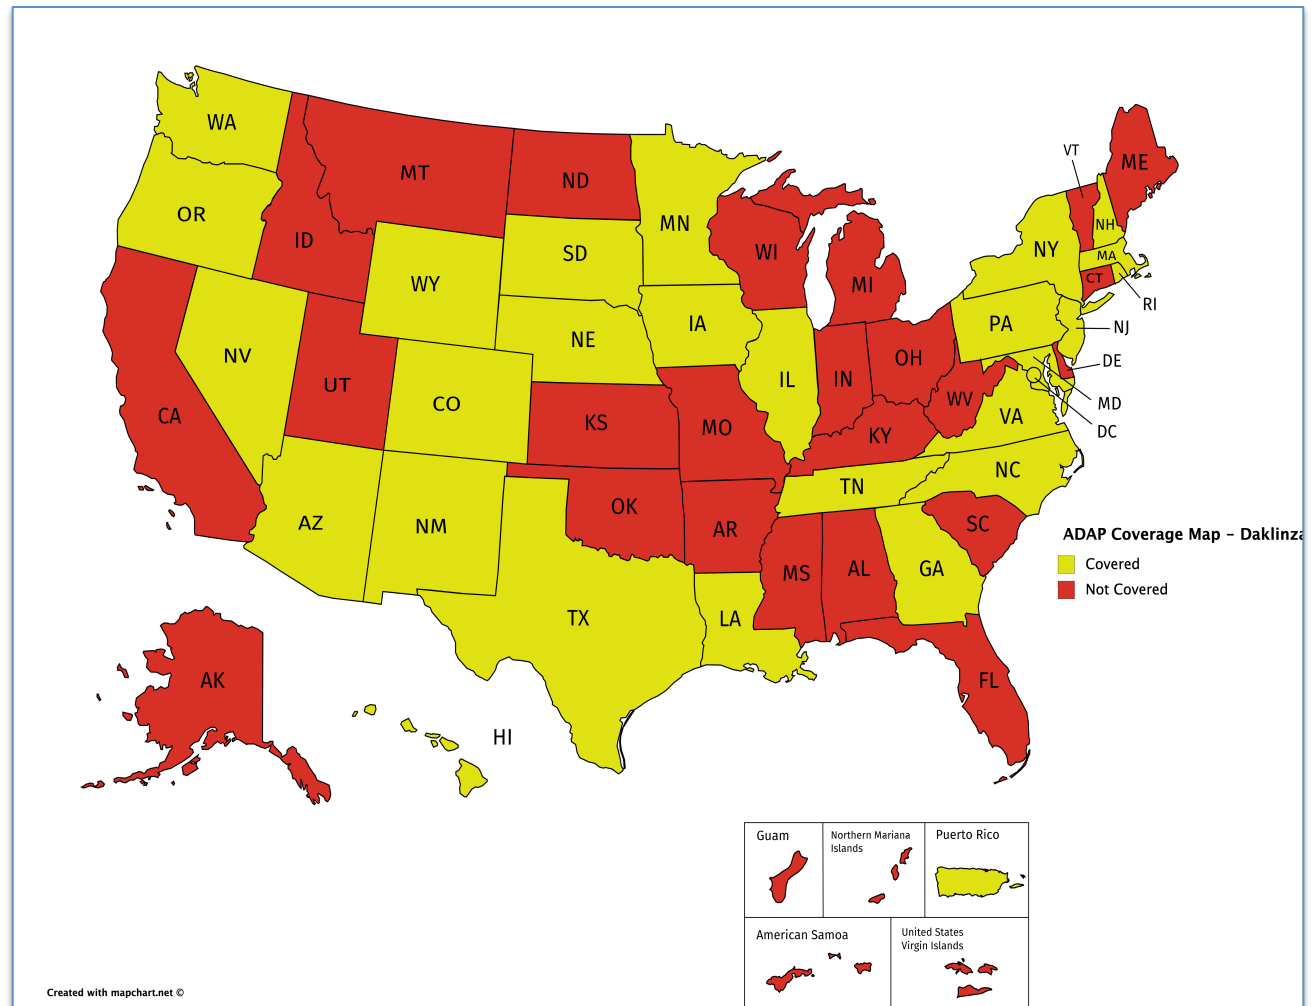 WA
MT
ND
MN
VT
ME
OR
ID
SD
WI
MI
NY
NH
MA
CT
RI
WY
IA
PA
NJ
NV
NE
IL
IN
OH
DE
UT
CO
MD
CA
KS
MO
KY
WV
VA
DC
AZ
NM
OK
AR
TN
NC
SC
MS
AL
GA
TX
LA
FL
AK
HI
ADAP Coverage Map – Daklinza
Covered
Not Covered
Guam
Northern Mariana
Islands
Puerto Rico
American Samoa
United States
Virgin Islands
Created with mapchart.net ©